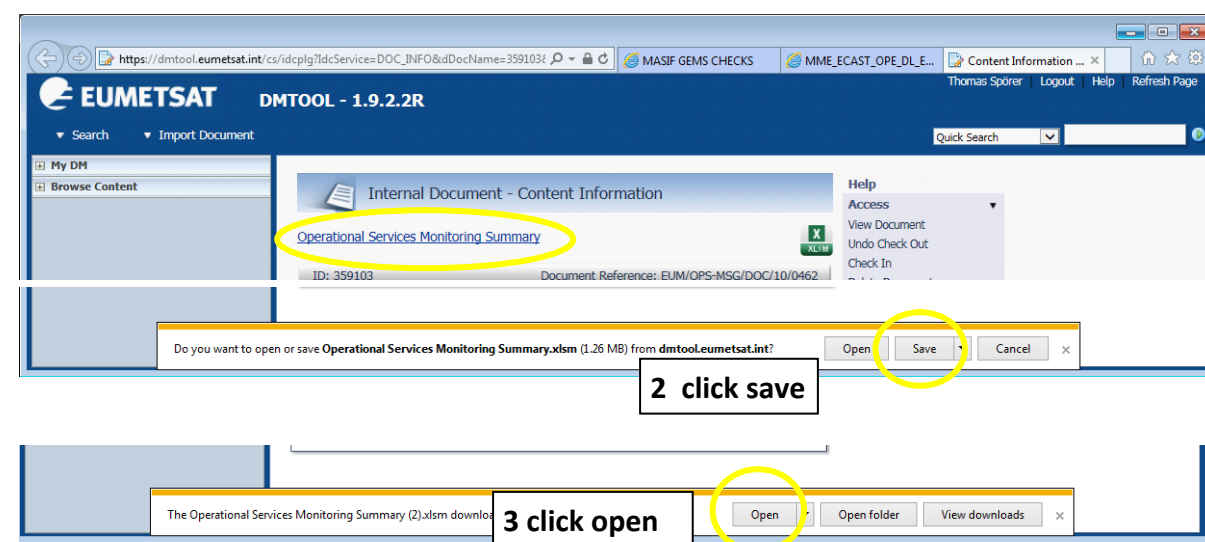 https://dmtool.eumetsat.int/cs/idcplg?IdcService=DOC_INFO&dDocName=359103
MASIF GEMS CHECKS
MME_ECAST_OPE_DL_E...
Content Information ...
EUMETSAT
DMTOOL - 1.9.2.2R
Thomas Spörer
Logout
Help
Refresh Page
Search
Import Document
Quick Search
My DM
Browse Content
Internal Document - Content Information
Operational Services Monitoring Summary
X
XLSM
ID: 359103
Document Reference: EUM/OPS-MSG/DOC/10/0462
Help
Access
View Document
Undo Check Out
Check In
Do you want to open or save Operational Services Monitoring Summary.xlsm (1.26 MB) from dmtool.eumetsat.int?
Open
Save
Cancel
2 click save
The Operational Services Monitoring Summary (2).xlsm downloa
3 click open
Open
Open folder
View downloads